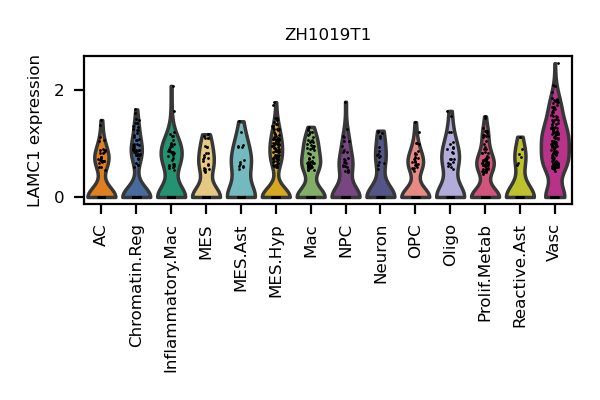 ZH1019T1
LAMC1 expression
2
0
AC
Chromatin.Reg
Inflammatory.Mac
MES
MES.Ast
MES.Hyp
Mac
NPC
Neuron
OPC
Oligo
Prolif.Metab
Reactive.Ast
Vasc